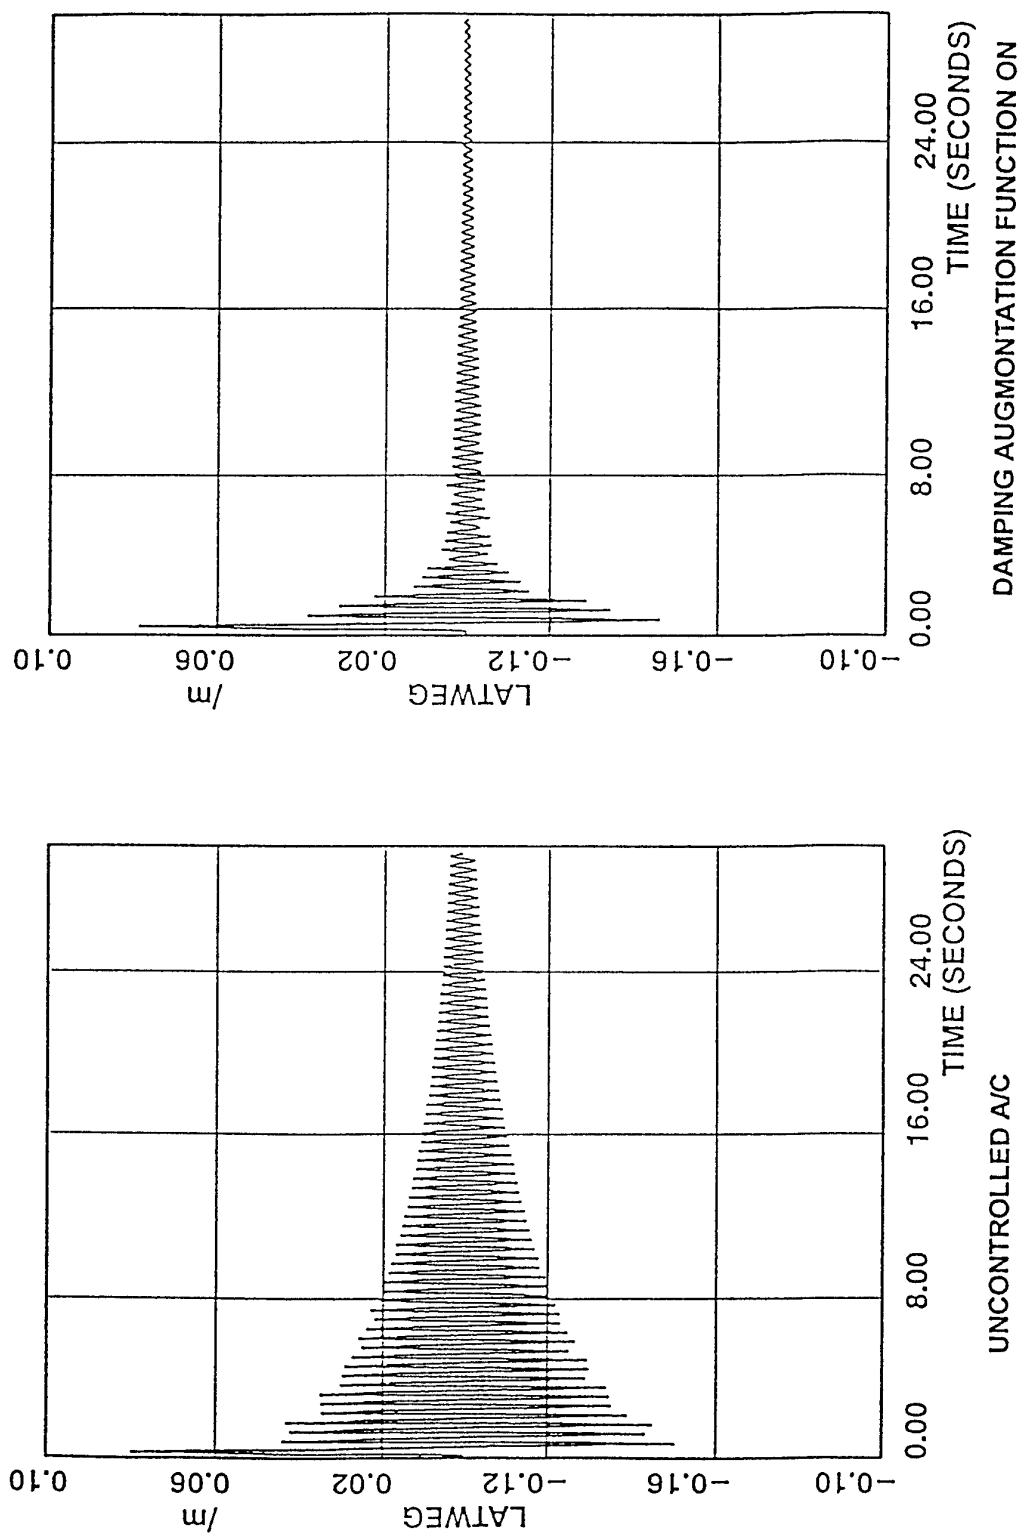 0.10
0.06
0.02
-0.12
-0.16
-0.10
/m
LATWEG
0.00
8.00
16.00
24.00
TIME (SECONDS)
UNCONTROLLED A/C
0.10
0.06
0.02
-0.12
-0.16
-0.10
/m
LATWEG
0.00
8.00
16.00
24.00
TIME (SECONDS)
DAMPING AUGMONTATION FUNCTION ON